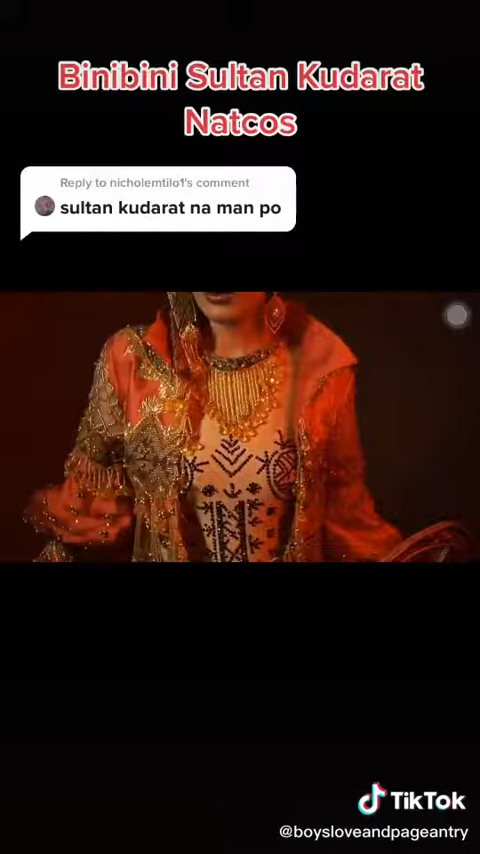 Binibini Sultan Kudarat
Natcos
Reply to nicholemtilo1's comment
sultan kudarat na man po
TikTok
@boysloveandpageantry